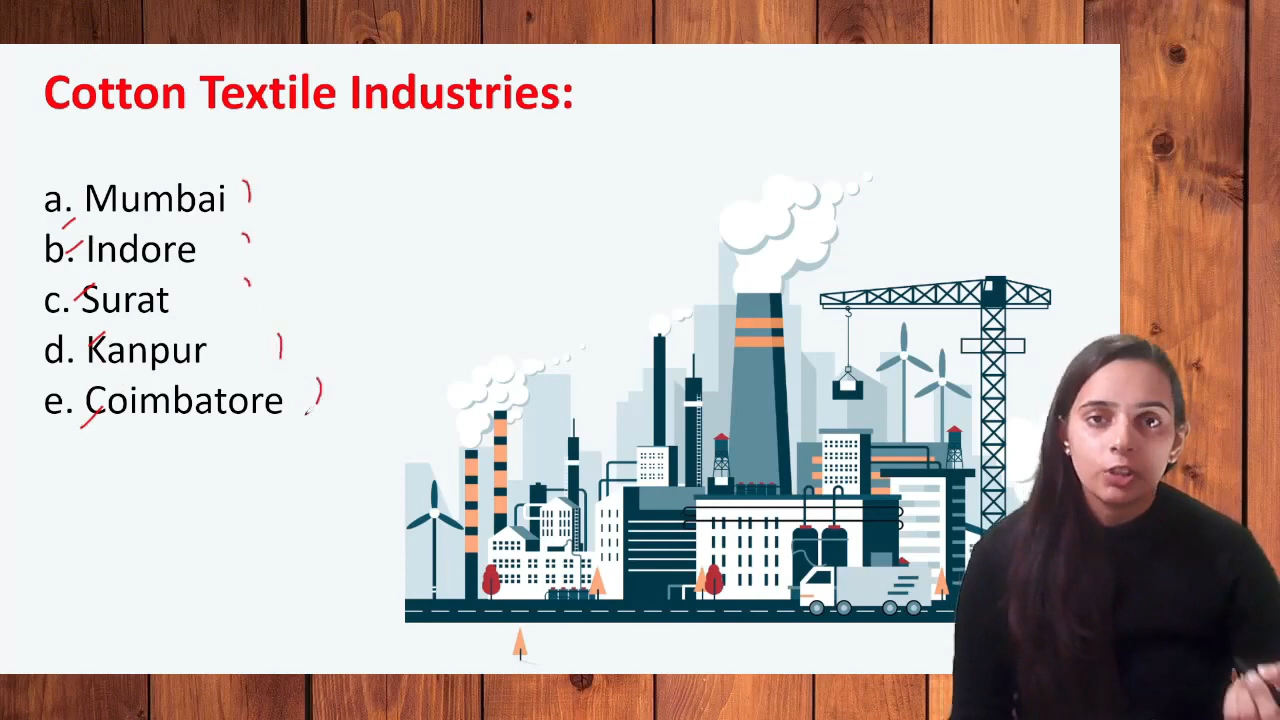 Cotton Textile Industries:
a. Mumbai
b. Indore
c. Surat
d. Kanpur
e. Coimbatore